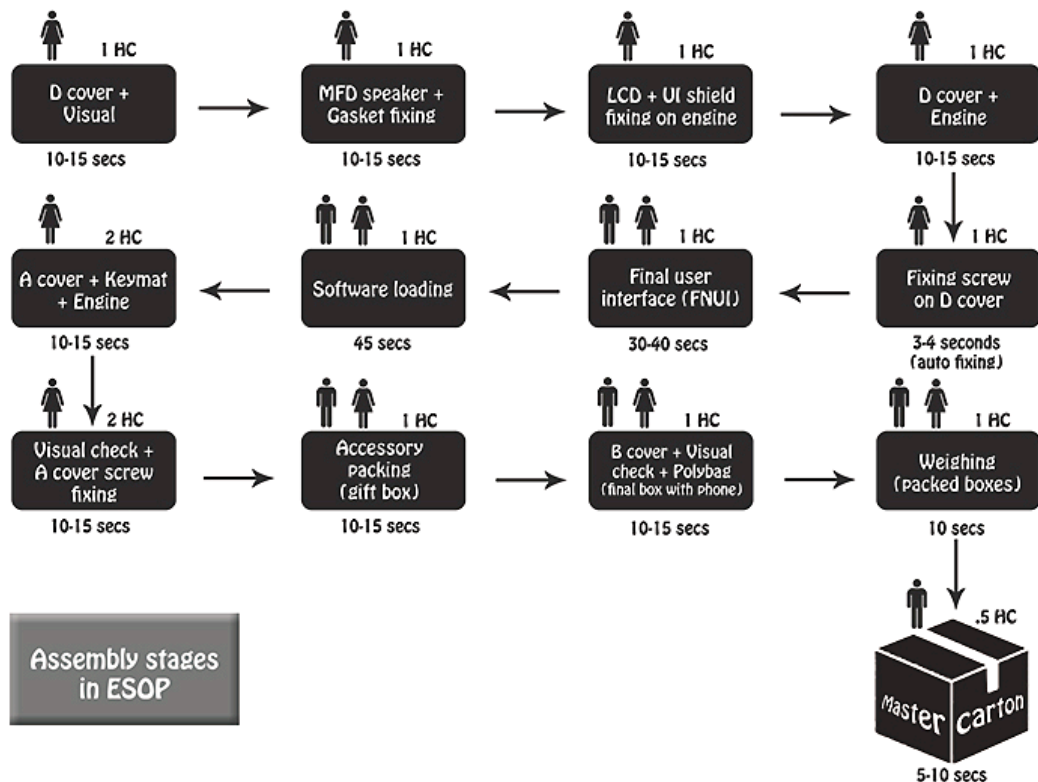 1 HC
D cover +
Visual
10-15 secs
1 HC
MFD speaker +
Gasket fixing
10-15 secs
1 HC
LCD + UI shield
fixing on engine
10-15 secs
1 HC
D cover +
Engine
10-15 secs
1 HC
Fixing screw
on D cover
3-4 seconds
(auto fixing)
1 HC
Final user
interface (FNUI)
30-40 secs
1 HC
Software loading
45 secs
2 HC
A cover + Keymat
+ Engine
10-15 secs
2 HC
Visual check +
A cover screw
fixing
10-15 secs
1 HC
Accessory
packing
(gift box)
10-15 secs
1 HC
B cover + Visual
check + Polybag
(final box with phone)
10-15 secs
1 HC
Weighing
(packed boxes)
10 secs
.5 HC
Master carton
5-10 secs
Assembly stages
in ESOP